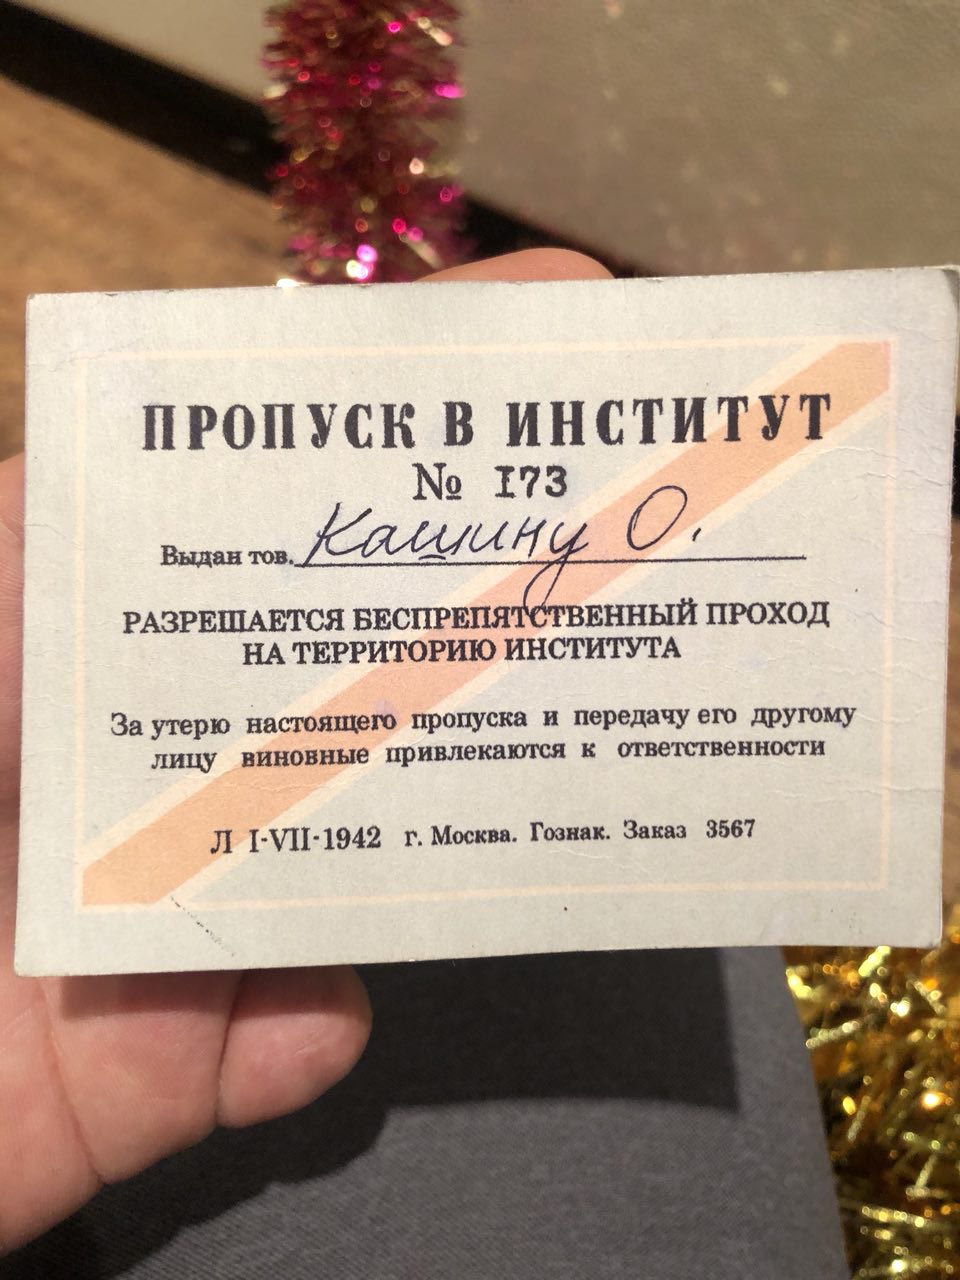 ПРОПУСК В ИНСТИТУТ
№ I73
Выдан тов. Кашину О.
РАЗРЕШАЕТСЯ БЕСПРЕПЯТСТВЕННЫЙ ПРОХОД
НА ТЕРРИТОРИЮ ИНСТИТУТА
За утерю настоящего пропуска и передачу его другому
лицу виновные привлекаются к ответственности
Л I-VII-1942 г. Москва. Гознак. Заказ 3567